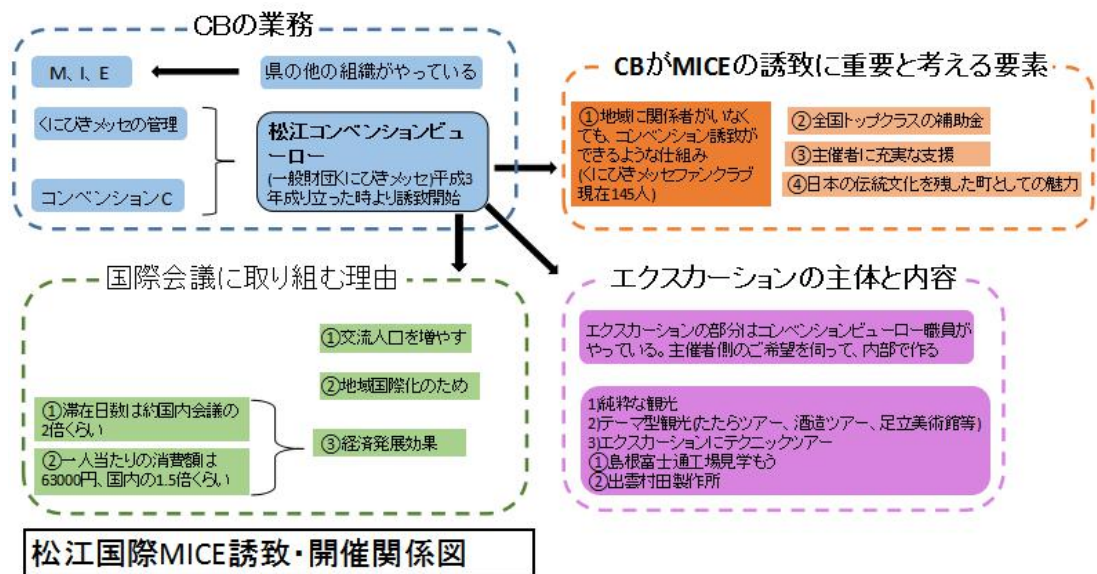 CBの業務
M、I、E
県の他の組織がやっている
くにびきメッセの管理
コンベンションC
松江コンベンションビュ
ーロー
(一般財団くにびきメッセ)平成3
年成り立った時より誘致開始
CBがMICEの誘致に重要と考える要素
①地域に関係者がいなく
ても、コンベンション誘致が
できるような仕組み
(くにびきメッセファンクラブ
現在145人)
②全国トップクラスの補助金
③主催者に充実な支援
④日本の伝統文化を残した町としての魅力
国際会議に取り組む理由
①交流人口を増やす
②地域国際化のため
③経済発展効果
①滞在日数は約国内会議の
2倍くらい
②一人当たりの消費額は
63000円、国内の1.5倍くらい
エクスカーションの主体と内容
エクスカーションの部分はコンベンションビューロー職員が
やっている。主催者側のご希望を伺って、内部で作る
1)純粋な観光
2)テーマ型観光(たたらツアー、酒造ツアー、足立美術館等)
3)エクスカーションにテクニックツアー
①島根富士通工場見学もう
②出雲村田製作所
松江国際MICE誘致・開催関係図